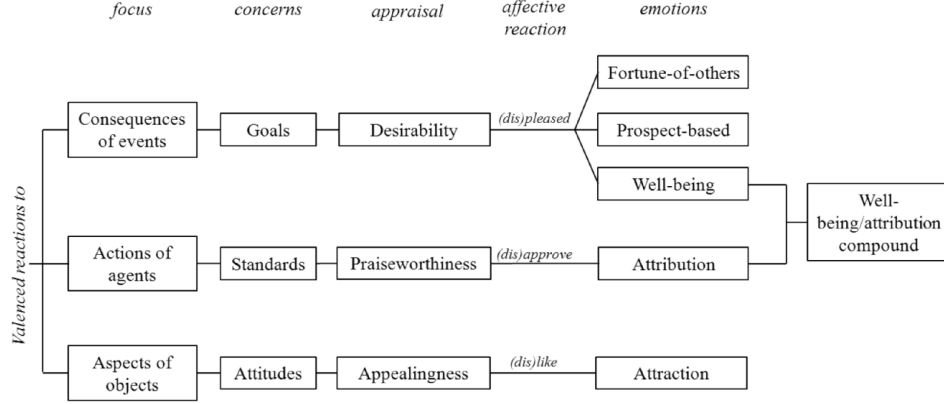 focus
concerns
appraisal
affective
reaction
emotions
Valenced reactions to
Consequences
of events
Goals
Desirability
(dis)pleased
Fortune-of-others
Prospect-based
Well-being
Actions of
agents
Standards
Praiseworthiness
(dis)approve
Attribution
Well-
being/attribution
compound
Aspects of
objects
Attitudes
Appealingness
(dis)like
Attraction